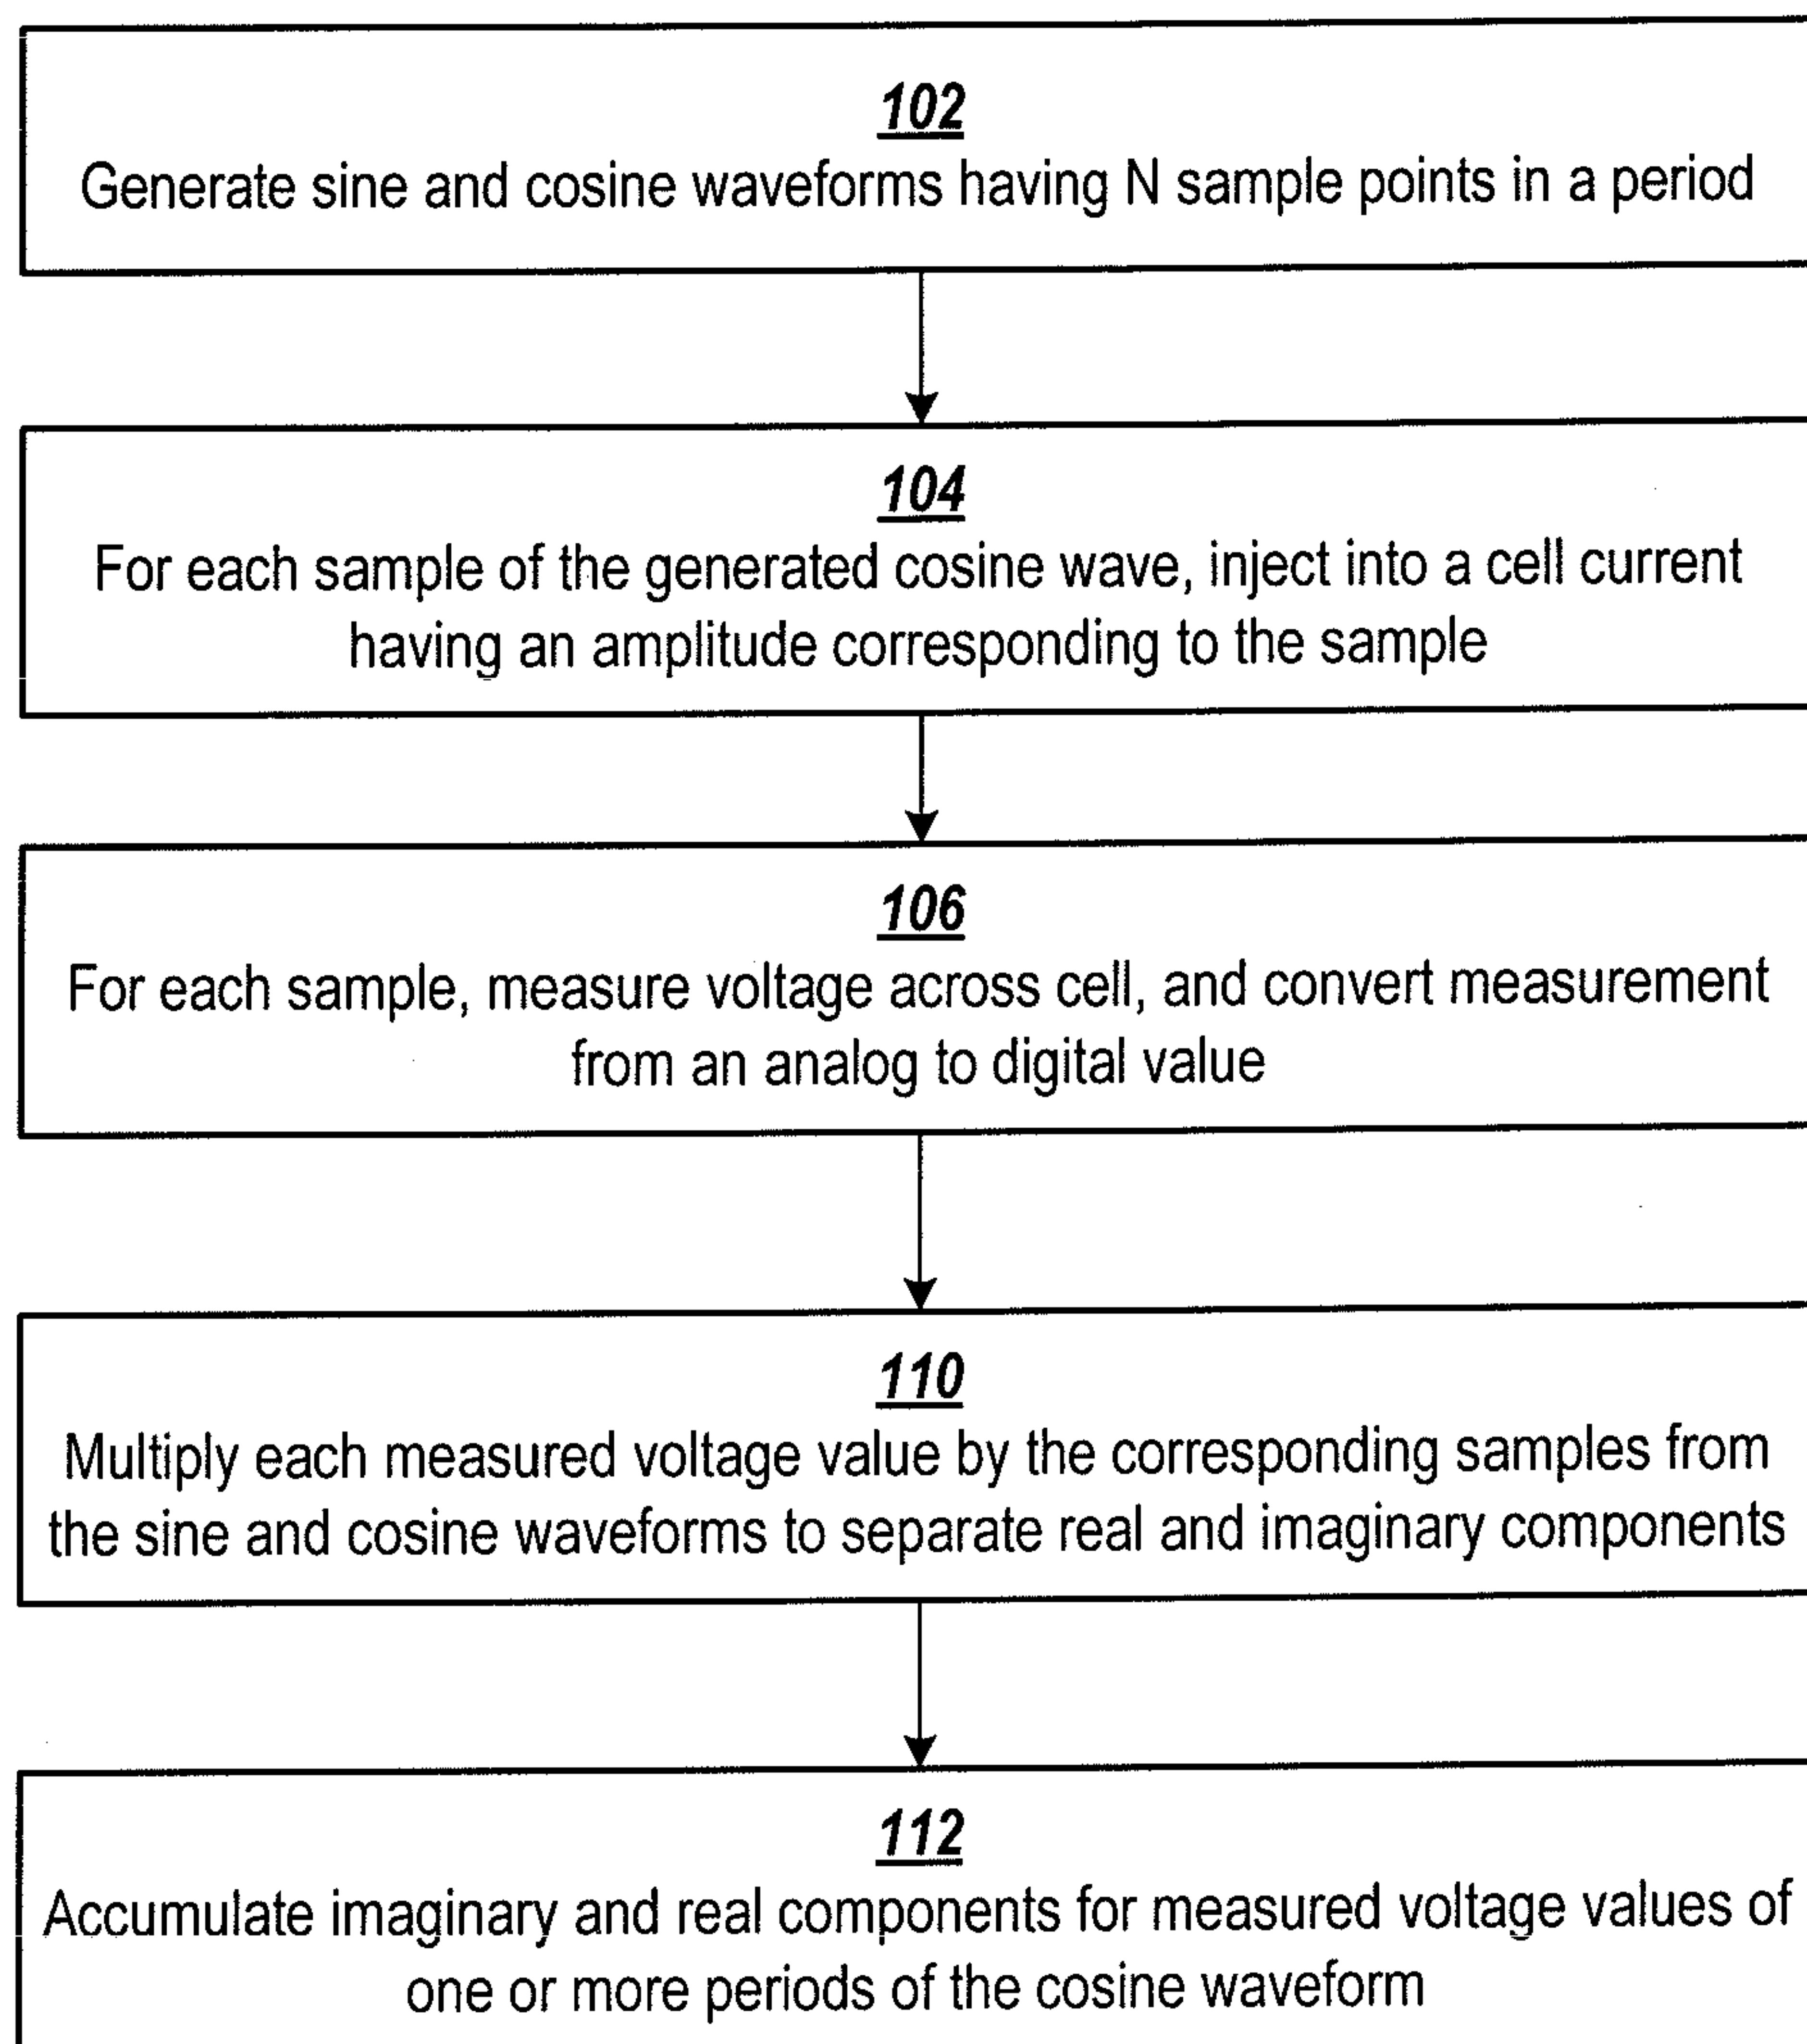 102
Generate sine and cosine waveforms having N sample points in a period
104
For each sample of the generated cosine wave, inject into a cell current
having an amplitude corresponding to the sample
106
For each sample, measure voltage across cell, and convert measurement
from an analog to digital value
110
Multiply each measured voltage value by the corresponding samples from
the sine and cosine waveforms to separate real and imaginary components
112
Accumulate imaginary and real components for measured voltage values of
one or more periods of the cosine waveform